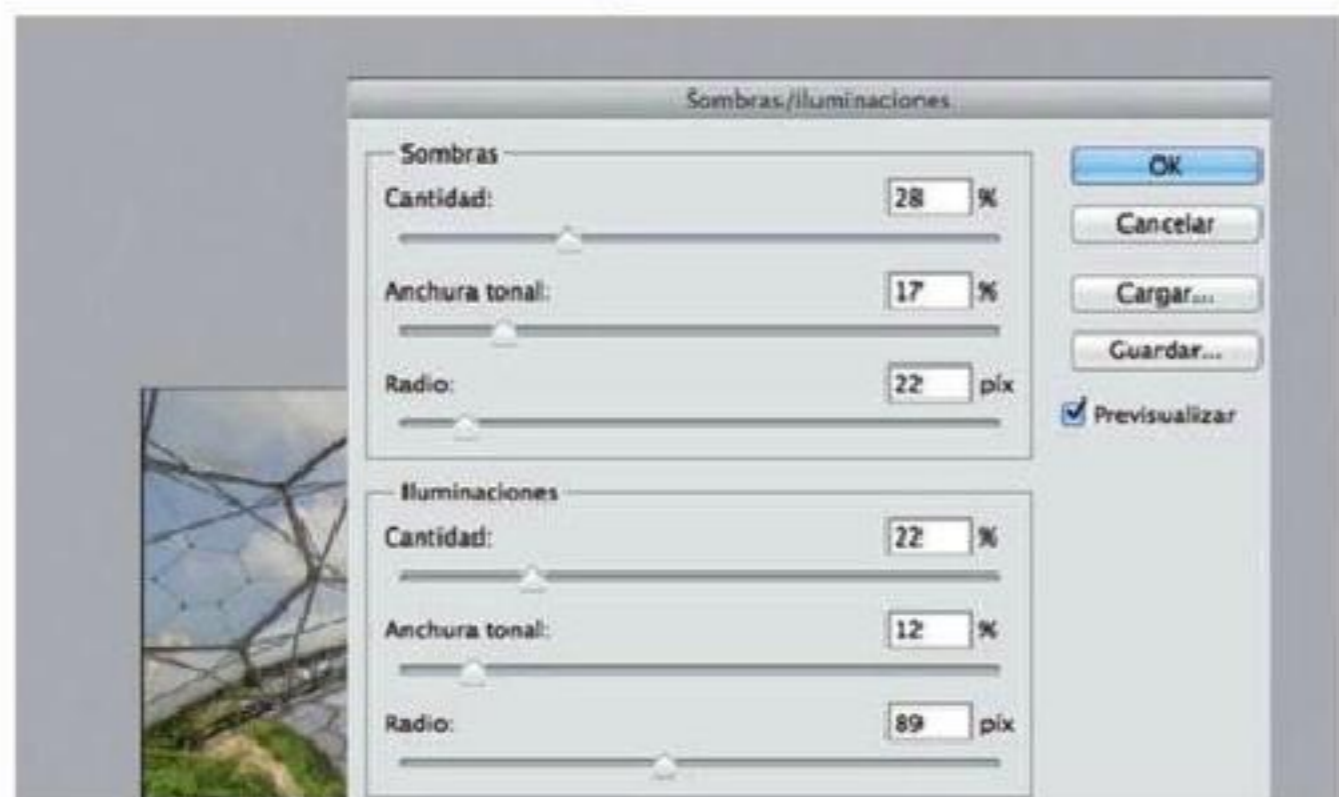 Sombras/Iluminaciones
Sombras
Cantidad: 28 %
Anchura tonal: 17 %
Radio: 22 pix
Iluminaciones
Cantidad: 22 %
Anchura tonal: 12 %
Radio: 89 pix
OK
Cancelar
Cargar...
Guardar...
Previsualizar